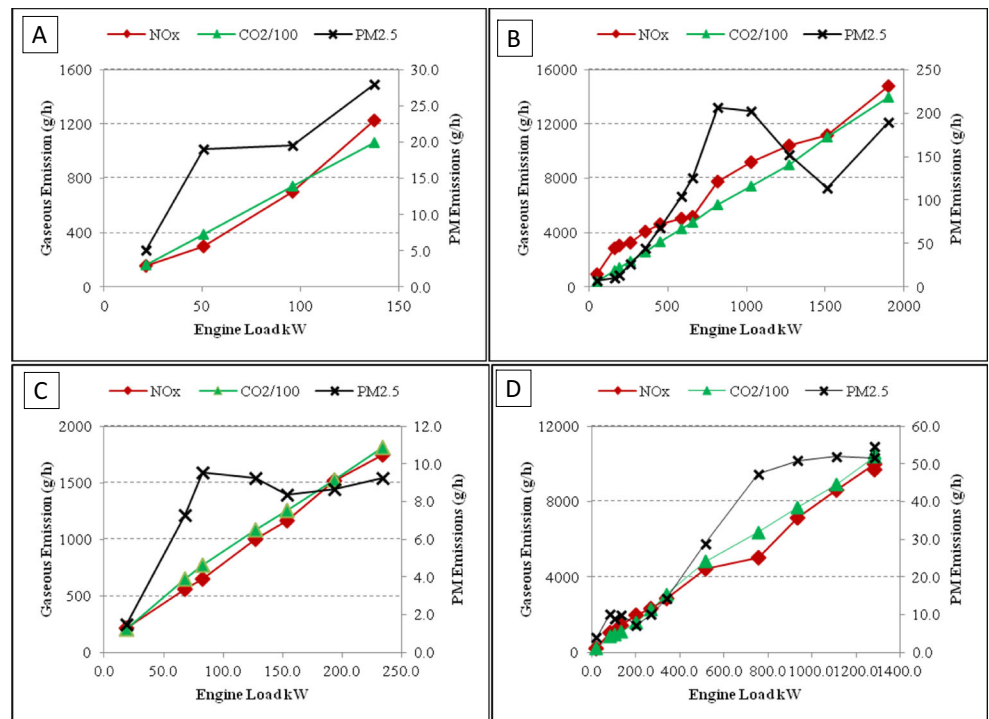 A
NOx CO2/100 PM2.5
1600 30.0
25.0
1200
20.0
800 15.0
10.0
400
5.0
0 0.0
0 50 100 150
Gaseous Emission (g/h)
PM Emissions (g/h)
Engine Load kW
B
NOx CO2/100 PM2.5
16000 250
200
12000
150
8000
100
4000
50
0 0
0 500 1000 1500 2000
Gaseous Emission (g/h)
PM Emissions (g/h)
Engine Load kW
C
NOx CO2/100 PM2.5
2000 12.0
10.0
1500
8.0
1000 6.0
4.0
500
2.0
0 0.0
0.0 50.0 100.0 150.0 200.0 250.0
Gaseous Emission (g/h)
PM Emissions (g/h)
Engine Load kW
D
NOx CO2/100 PM2.5
12000 60.0
50.0
8000 40.0
30.0
4000 20.0
10.0
0 0.0
0.0 200.0 400.0 600.0 800.0 1000.0 1200.0 1400.0
Gaseous Emission (g/h)
PM Emissions (g/h)
Engine Load kW